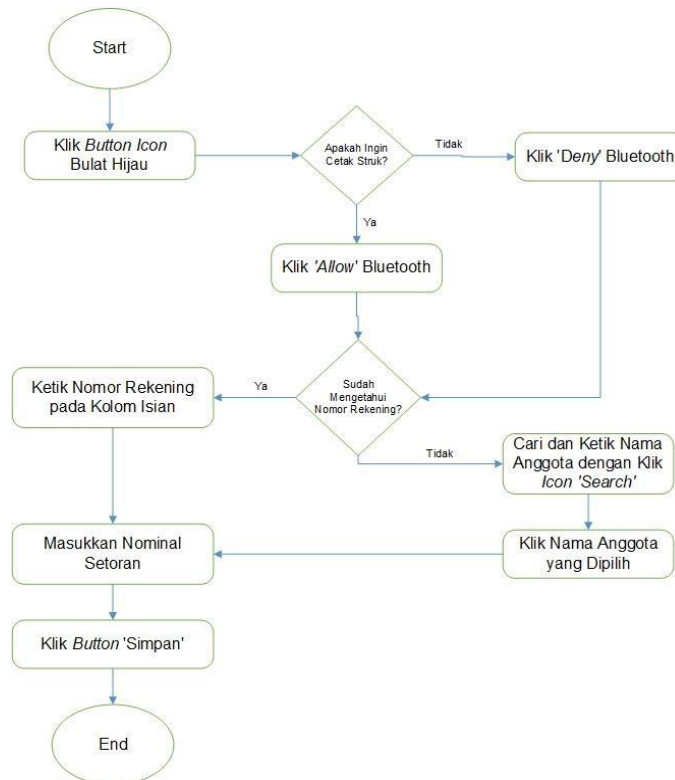 Start
Klik Button Icon
Bulat Hijau
Apakah Ingin
Cetak Struk?
Tidak
Klik 'Deny' Bluetooth
Ya
Klik 'Allow' Bluetooth
Sudah
Mengetahui
Nomor Rekening?
Ya
Ketik Nomor Rekening
pada Kolom Isian
Tidak
Cari dan Ketik Nama
Anggota dengan Klik
Icon 'Search'
Klik Nama Anggota
yang Dipilih
Masukkan Nominal
Setoran
Klik Button 'Simpan'
End